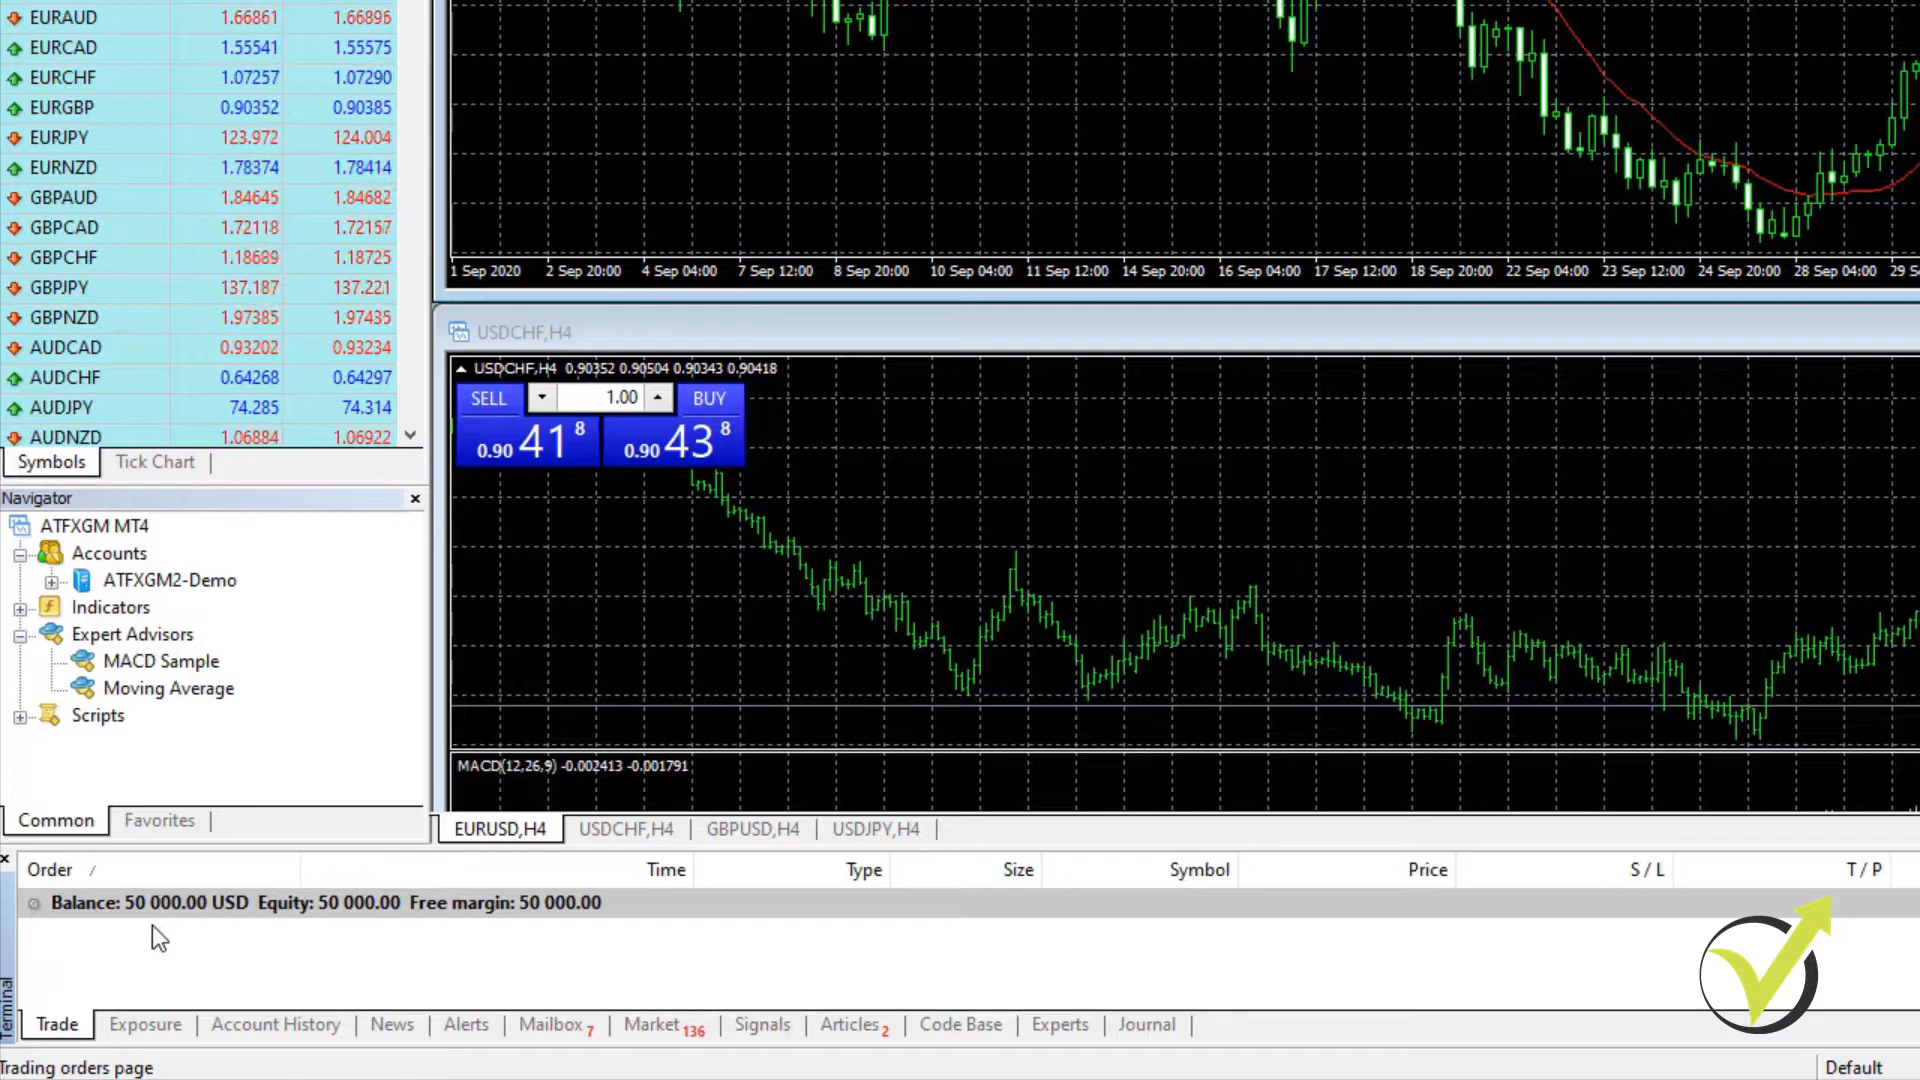 EURAUD 1.66861 1.66896
EURCAD 1.55541 1.55575
EURCHF 1.07257 1.07290
EURGBP 0.90352 0.90385
EURJPY 123.972 124.004
EURNZD 1.78374 1.78414
GBPAUD 1.84645 1.84682
GBPCAD 1.72118 1.72157
GBPCHF 1.18689 1.18725
GBPJPY 137.187 137.221
GBPNZD 1.97385 1.97435
AUDCAD 0.93202 0.93234
AUDCHF 0.64268 0.64297
AUDJPY 74.285 74.314
AUDNZD 1.06884 1.06922
Symbols Tick Chart
Navigator
ATFXGM MT4
Accounts
ATFXGM2-Demo
Indicators
Expert Advisors
MACD Sample
Moving Average
Scripts
Common Favorites
1 Sep 2020 2 Sep 20:00 4 Sep 04:00 7 Sep 12:00 8 Sep 20:00 10 Sep 04:00 11 Sep 12:00 14 Sep 20:00 16 Sep 04:00 17 Sep 12:00 18 Sep 20:00 22 Sep 04:00 23 Sep 12:00 24 Sep 20:00 28 Sep 04:00 29 S
USDCHF,H4
USDCHF,H4 0.90352 0.90504 0.90343 0.90418
SELL 1.00 BUY
0.90 41 8 0.90 43 8
MACD(12,26,9) -0.002413 -0.001791
EURUSD,H4 USDCHF,H4 GBPUSD,H4 USDJPY,H4
Order / Time Type Size Symbol Price S / L T / P
Balance: 50 000.00 USD Equity: 50 000.00 Free margin: 50 000.00
Terminal
Trade Exposure Account History News Alerts Mailbox 7 Market 136 Signals Articles 2 Code Base Experts Journal
Trading orders page Default